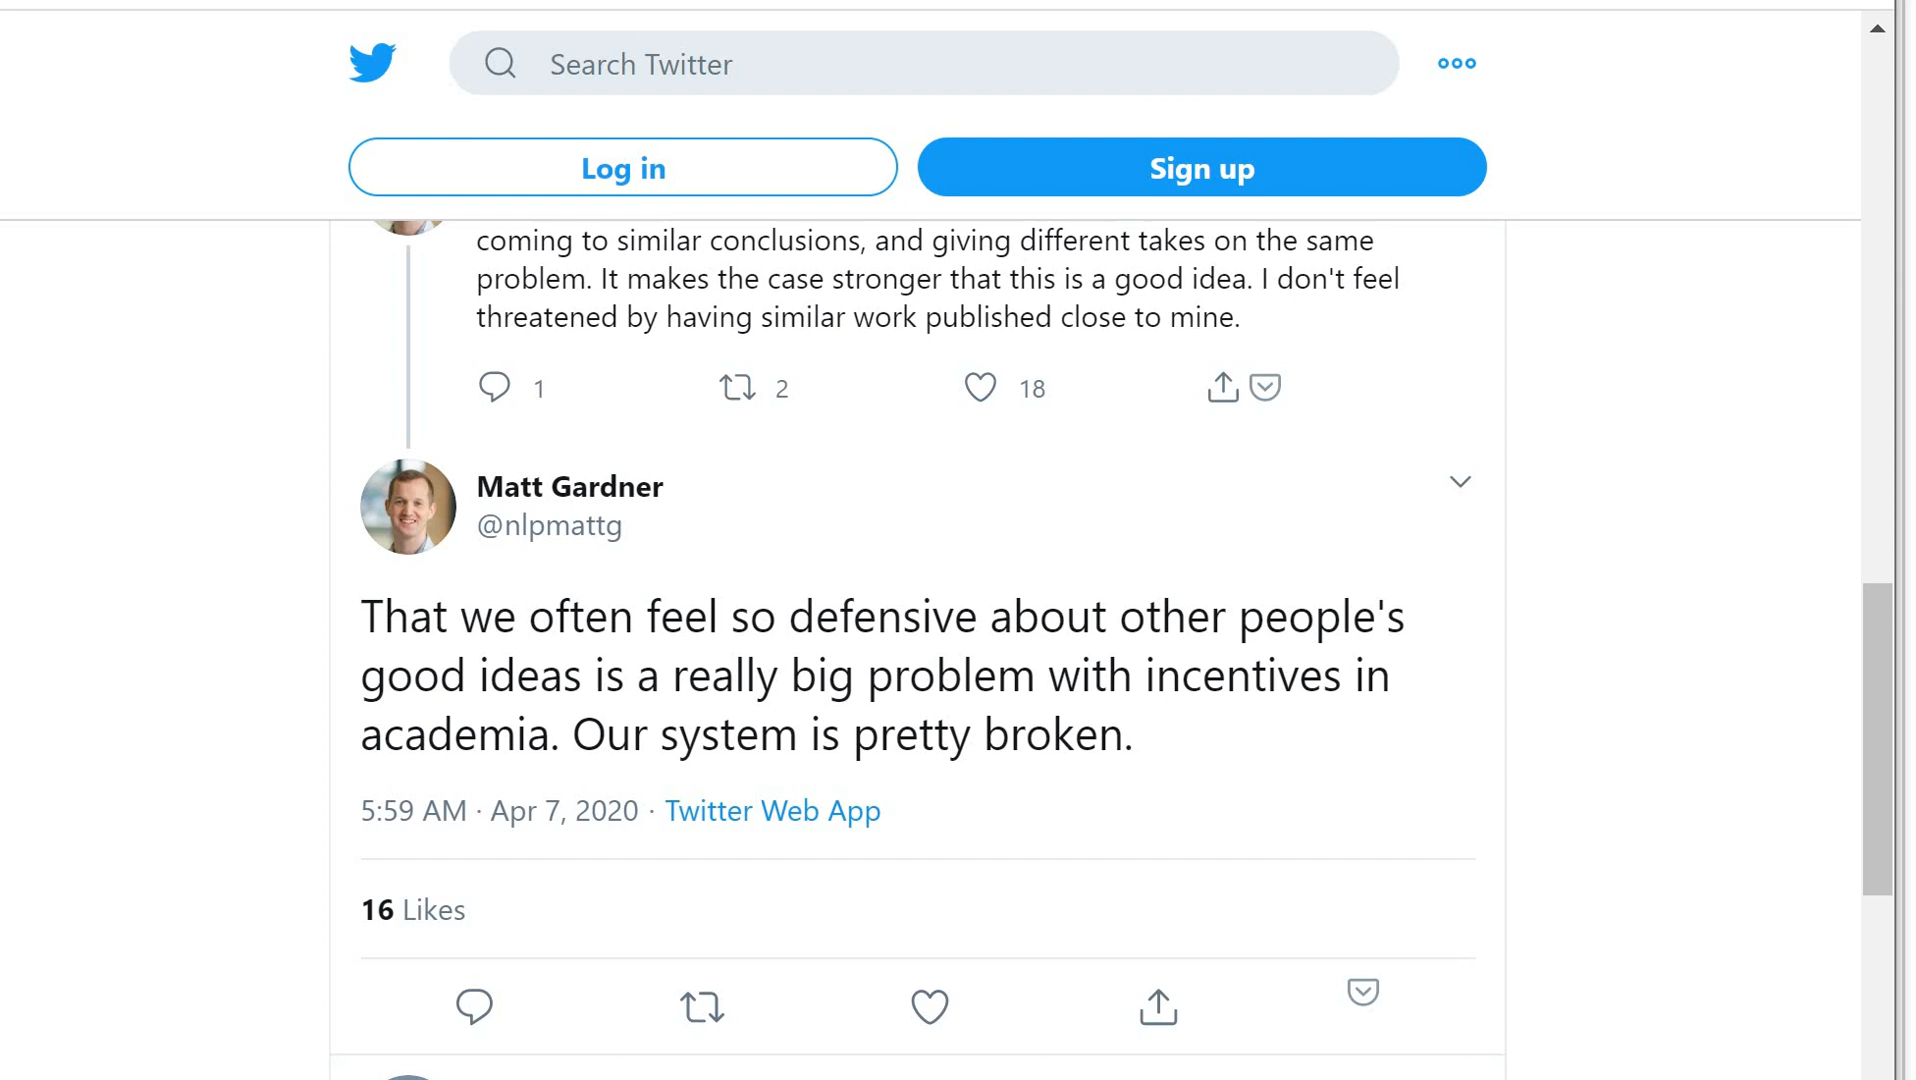 Search Twitter
Log in
Sign up
coming to similar conclusions, and giving different takes on the same
problem. It makes the case stronger that this is a good idea. I don't feel
threatened by having similar work published close to mine.
1 2 18
Matt Gardner
@nlpmattg
That we often feel so defensive about other people's
good ideas is a really big problem with incentives in
academia. Our system is pretty broken.
5:59 AM · Apr 7, 2020 · Twitter Web App
16 Likes